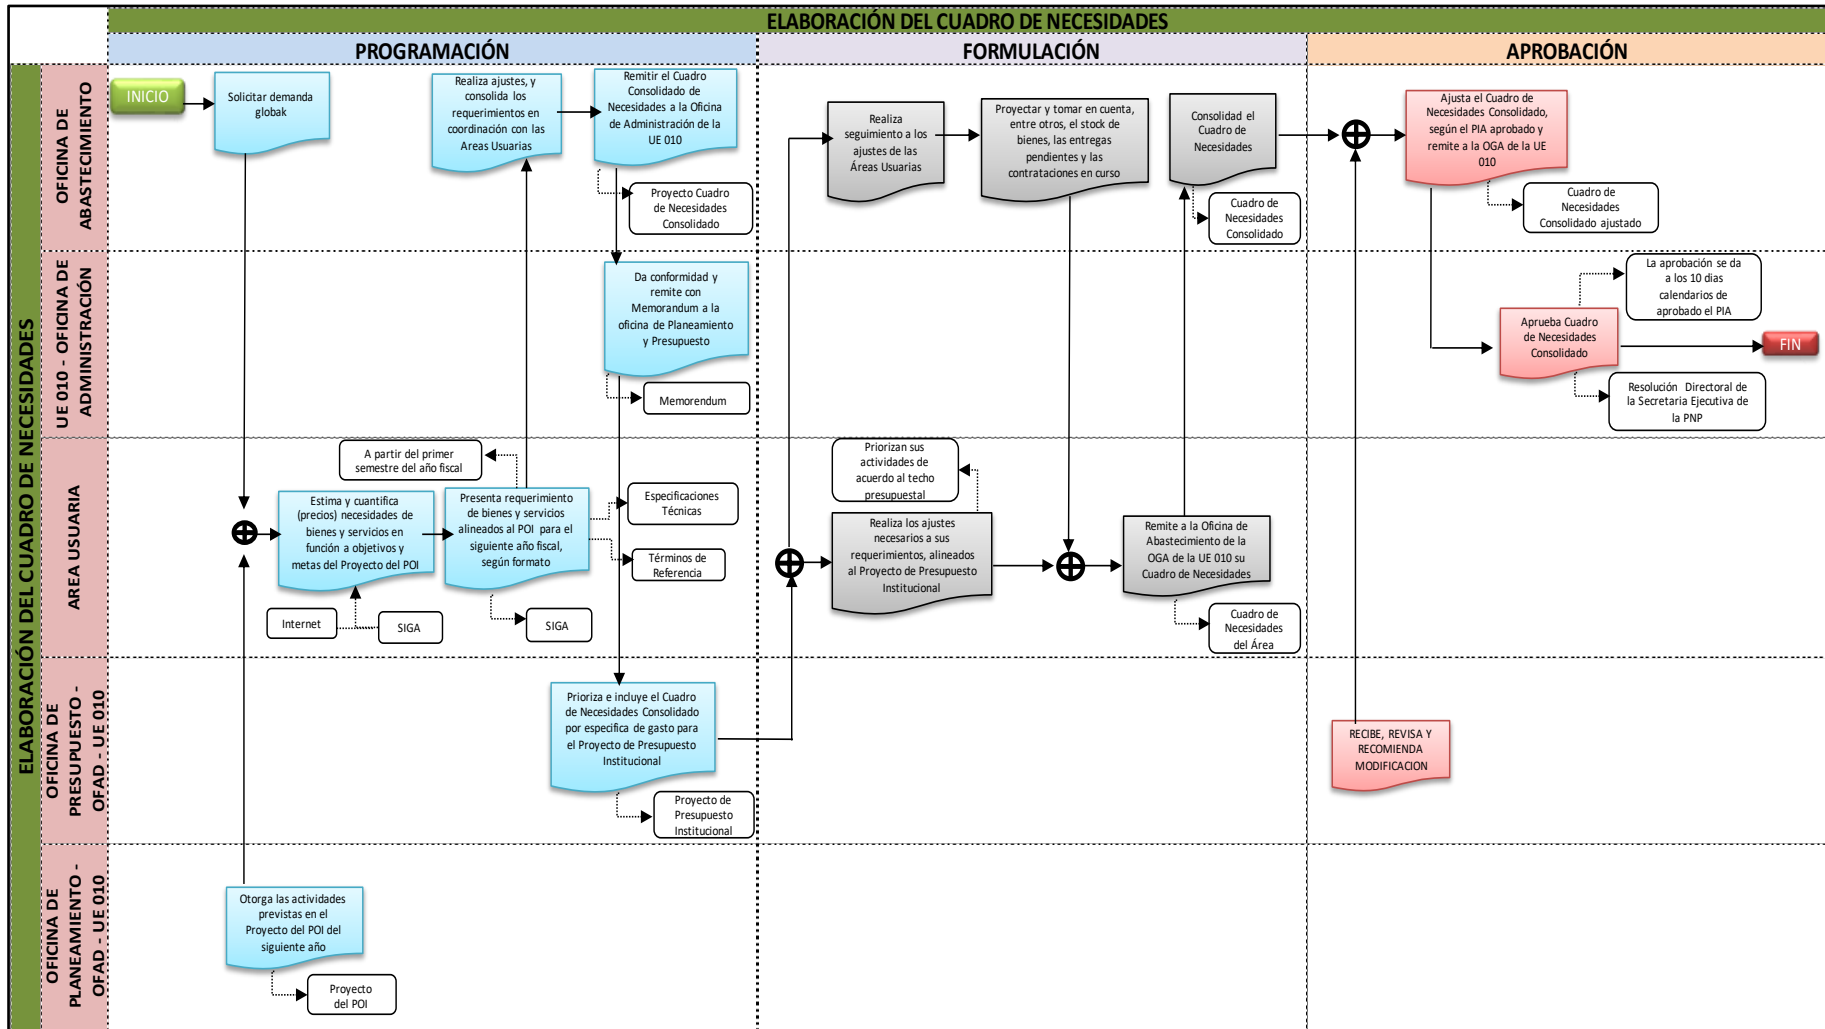 ELABORACIÓN DEL CUADRO DE NECESIDADES
PROGRAMACIÓN
FORMULACIÓN
APROBACIÓN
ELABORACIÓN DEL CUADRO DE NECESIDADES
OFICINA DE
ABASTECIMIENTO
INICIO
Solicitar demanda
globak
Realiza ajustes, y
consolida los
requerimientos en
coordinación con las
Areas Usuarias
Remitir el Cuadro
Consolidado de
Necesidades a la Oficina
de Administración de la
UE 010
Proyecto Cuadro
de Necesidades
Consolidado
Realiza
seguimiento a los
ajustes de las
Áreas Usuarias
Proyectar y tomar en cuenta,
entre otros, el stock de
bienes, las entregas
pendientes y las
contrataciones en curso
Consolidad el
Cuadro de
Necesidades
Cuadro de
Necesidades
Consolidado
Ajusta el Cuadro de
Necesidades Consolidado,
según el PIA aprobado y
remite a la OGA de la UE
010
Cuadro de
Necesidades
Consolidado ajustado
UE 010 - OFICINA DE
ADMINISTRACIÓN
Da conformidad y
remite con
Memorandum a la
oficina de Planeamiento
y Presupuesto
Memorendum
La aprobación se da
a los 10 dias
calendarios de
aprobado el PIA
Aprueba Cuadro
de Necesidades
Consolidado
FIN
Resolución Directoral de
la Secretaria Ejecutiva de
la PNP
AREA USUARIA
A partir del primer
semestre del año fiscal
Estima y cuantifica
(precios) necesidades de
bienes y servicios en
función a objetivos y
metas del Proyecto del POI
Presenta requerimiento
de bienes y servicios
alineados al POI para el
siguiente año fiscal,
según formato
Especificaciones
Técnicas
Términos de
Referencia
Internet
SIGA
SIGA
Priorizan sus
actividades de
acuerdo al techo
presupuestal
Realiza los ajustes
necesarios a sus
requerimientos, alineados
al Proyecto de Presupuesto
Institucional
Remite a la Oficina de
Abastecimiento de la
OGA de la UE 010 su
Cuadro de Necesidades
Cuadro de
Necesidades
del Área
OFICINA DE
PRESUPUESTO -
OFAD - UE 010
Prioriza e incluye el Cuadro
de Necesidades Consolidado
por especifica de gasto para
el Proyecto de Presupuesto
Institucional
Proyecto de
Presupuesto
Institucional
RECIBE, REVISA Y
RECOMIENDA
MODIFICACION
OFICINA DE
PLANEAMIENTO -
OFAD - UE 010
Otorga las actividades
previstas en el
Proyecto del POI del
siguiente año
Proyecto
del POI